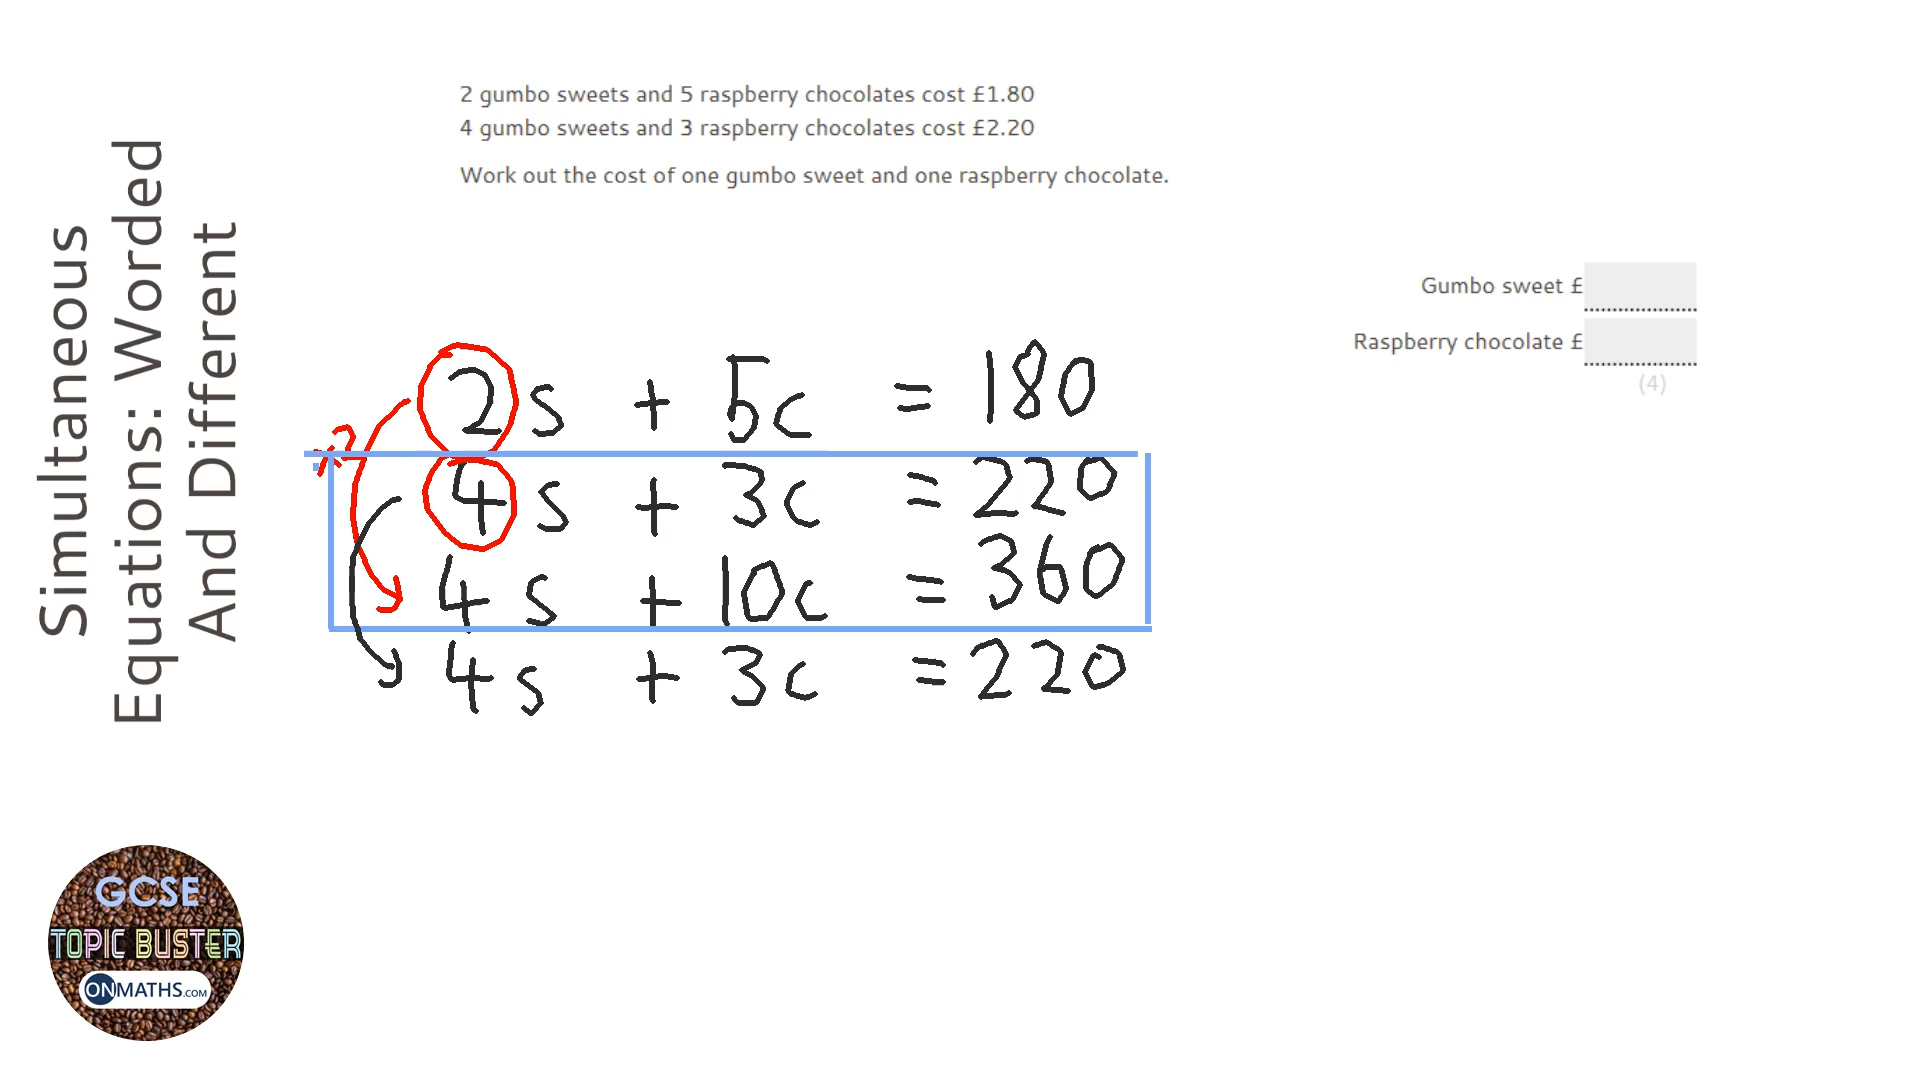 Simultaneous
Equations: Worded
And Different
2 gumbo sweets and 5 raspberry chocolates cost £1.80
4 gumbo sweets and 3 raspberry chocolates cost £2.20
Work out the cost of one gumbo sweet and one raspberry chocolate.
Gumbo sweet £
Raspberry chocolate £
(4)
2s + 5c = 180
×2
4s + 3c = 220
4s + 10c = 360
4s + 3c = 220
GCSE
TOPIC BUSTER
ONMATHS.COM